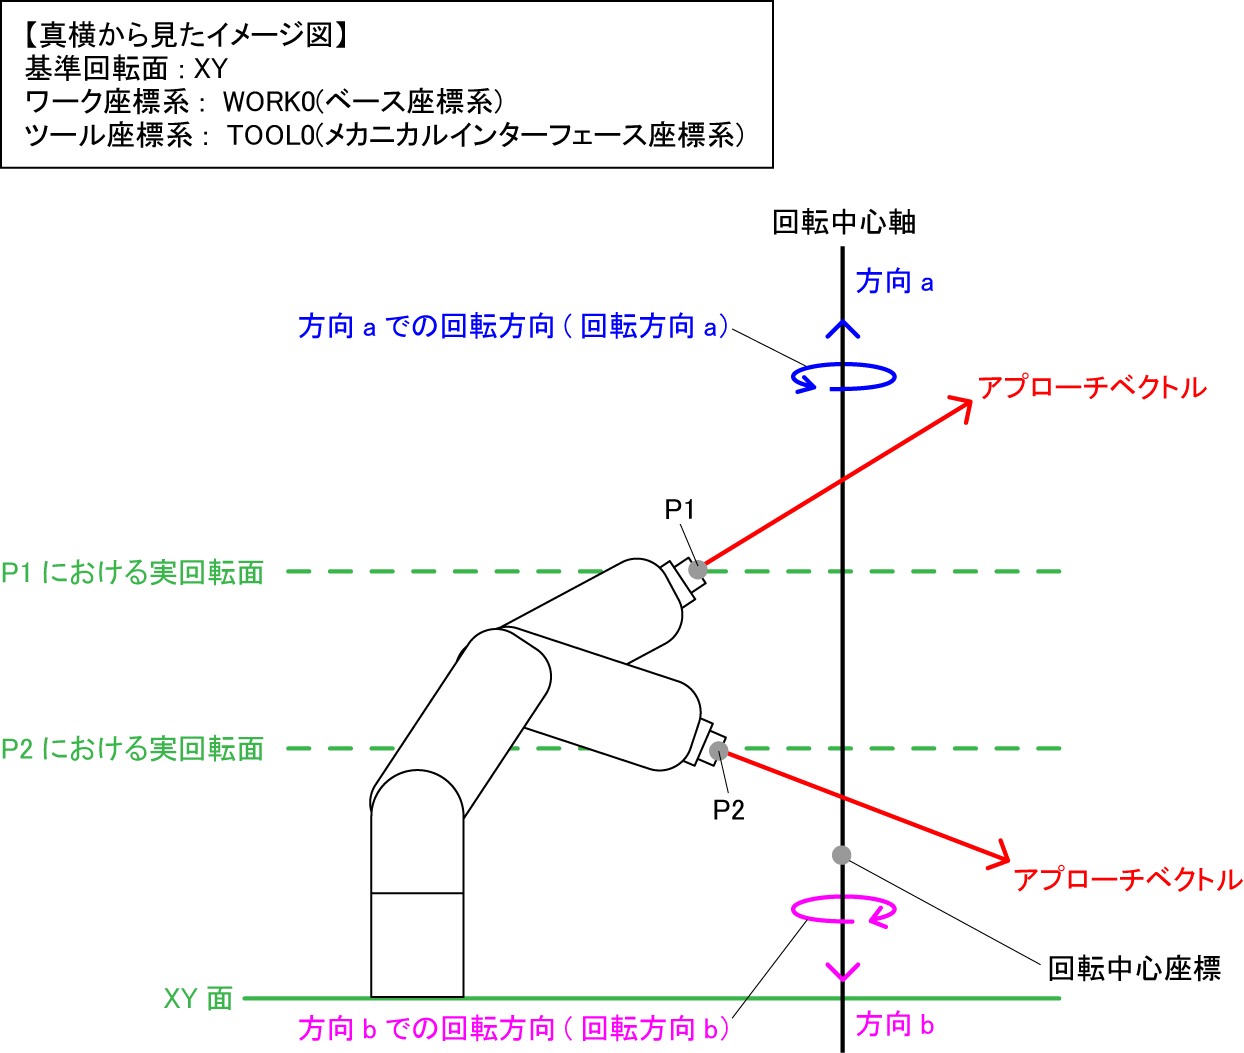 【真横から見たイメージ図】
基準回転面 : XY
ワーク座標系 : WORK0(ベース座標系)
ツール座標系 : TOOL0(メカニカルインターフェース座標系)
回転中心軸
方向 a
方向 a での回転方向 ( 回転方向 a)
アプローチベクトル
P1
P1 における実回転面
P2 における実回転面
P2
アプローチベクトル
回転中心座標
XY 面
方向 b での回転方向 ( 回転方向 b)
方向 b